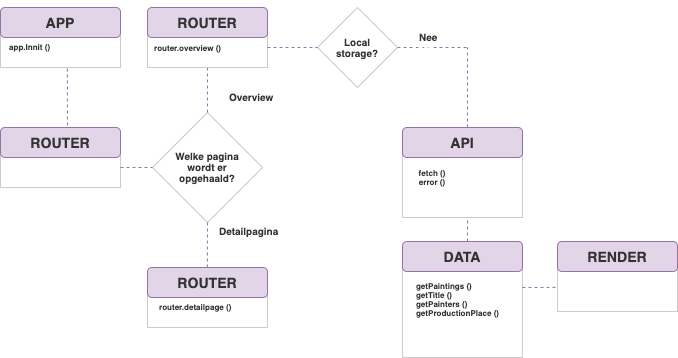 APP
app.Innit ()
ROUTER
router.overview ()
Local
storage?
Nee
Overview
ROUTER
Welke pagina
wordt er
opgehaald?
API
fetch ()
error ()
Detailpagina
ROUTER
router.detailpage ()
DATA
getPaintings ()
getTitle ()
getPainters ()
getProductionPlace ()
RENDER